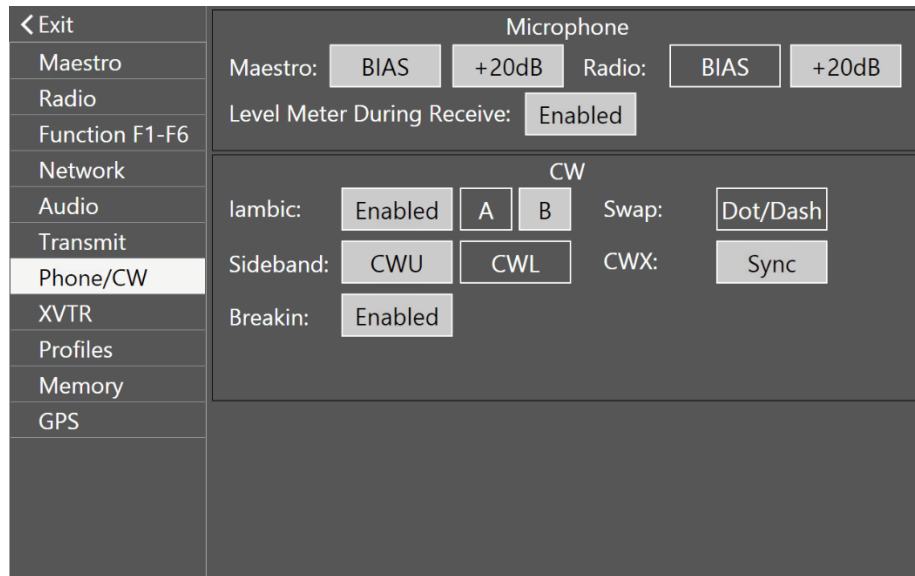 Exit
Maestro
Radio
Function F1-F6
Network
Audio
Transmit
Phone/CW
XVTR
Profiles
Memory
GPS
Microphone
Maestro: BIAS +20dB Radio: BIAS +20dB
Level Meter During Receive: Enabled
CW
Iambic: Enabled A B Swap: Dot/Dash
Sideband: CWU CWL CWX: Sync
Breakin: Enabled